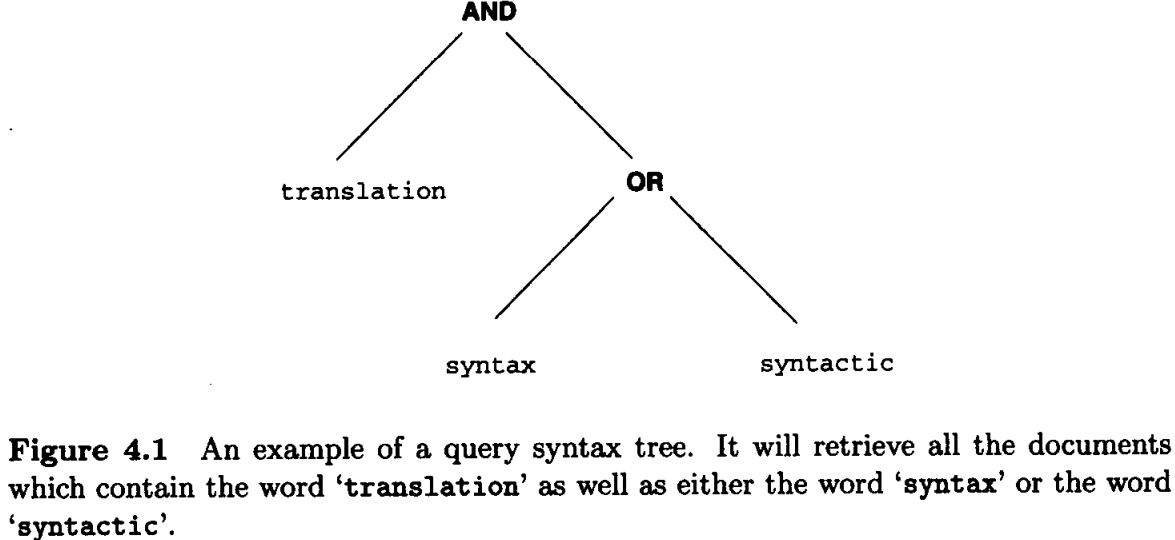 AND
translation
OR
syntax
syntactic
Figure 4.1 An example of a query syntax tree. It will retrieve all the documents
which contain the word ‘translation’ as well as either the word ‘syntax’ or the word
‘syntactic’.